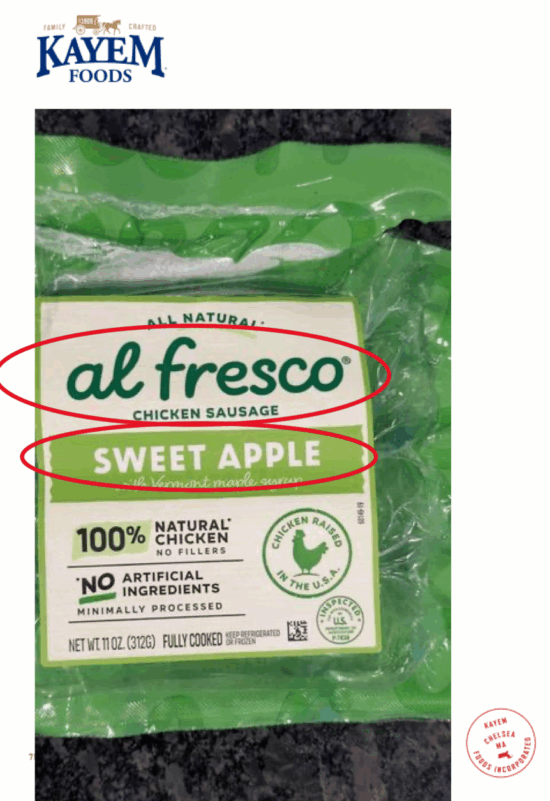 FAMILY CRAFTED
FOODS
KAYEM
FOODS
ALL NATURAL*
al fresco®
CHICKEN SAUSAGE
SWEET APPLE
with Vermont maple syrup
100% NATURAL*
CHICKEN
NO FILLERS
*NO ARTIFICIAL
INGREDIENTS
MINIMALLY PROCESSED
CHICKEN RAISED
IN THE U.S.A.
INSPECTED
U.S.
NET WT. 11 OZ. (312G) FULLY COOKED KEEP REFRIGERATED
OR FROZEN
KAYEM
CHELSEA
MA
FOODS INCORPORATED